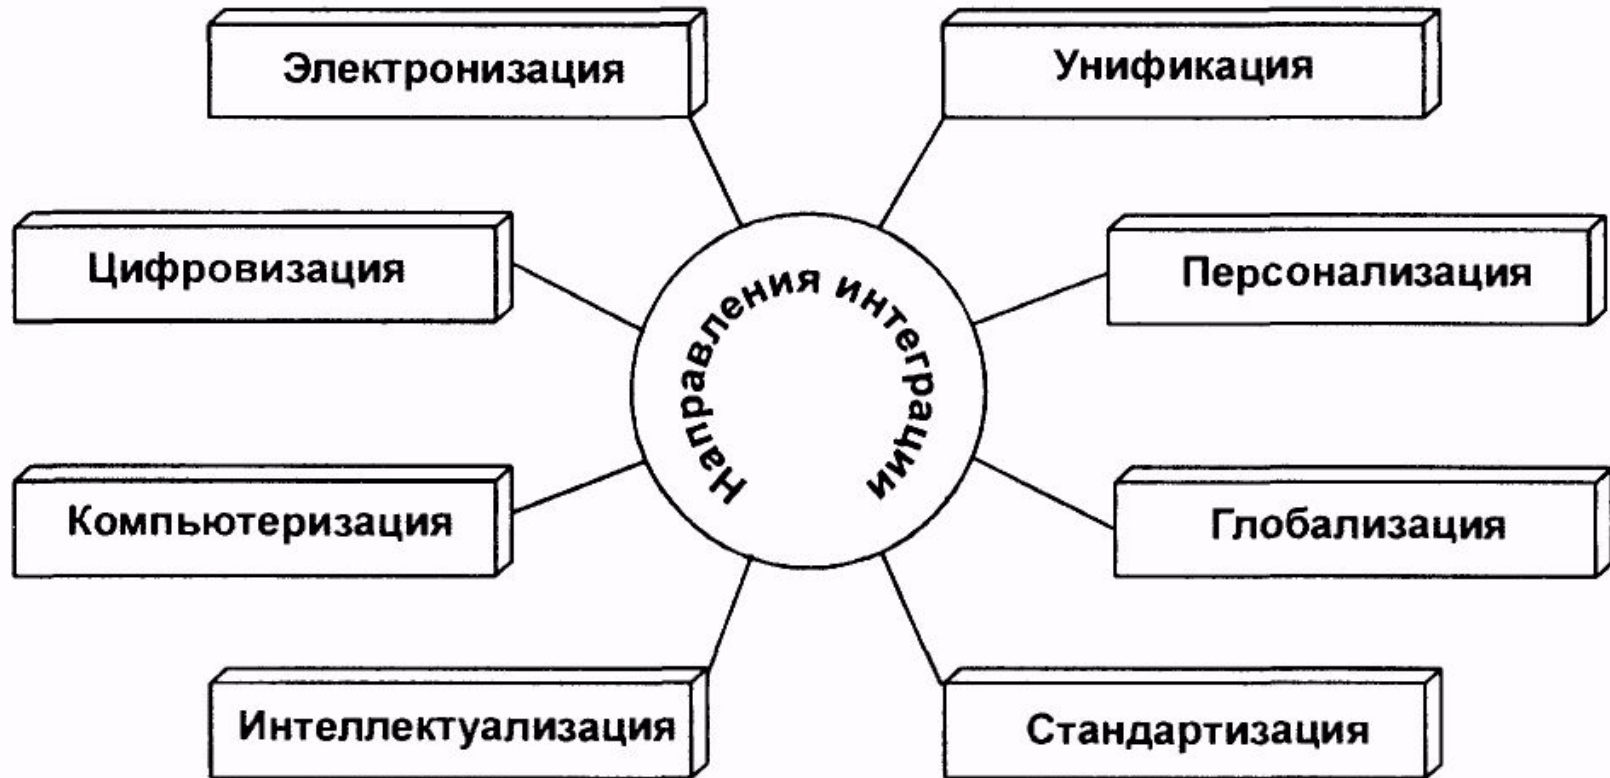 Электронизация
Унификация
Цифровизация
Персонализация
Направления интеграции
Компьютеризация
Глобализация
Интеллектуализация
Стандартизация